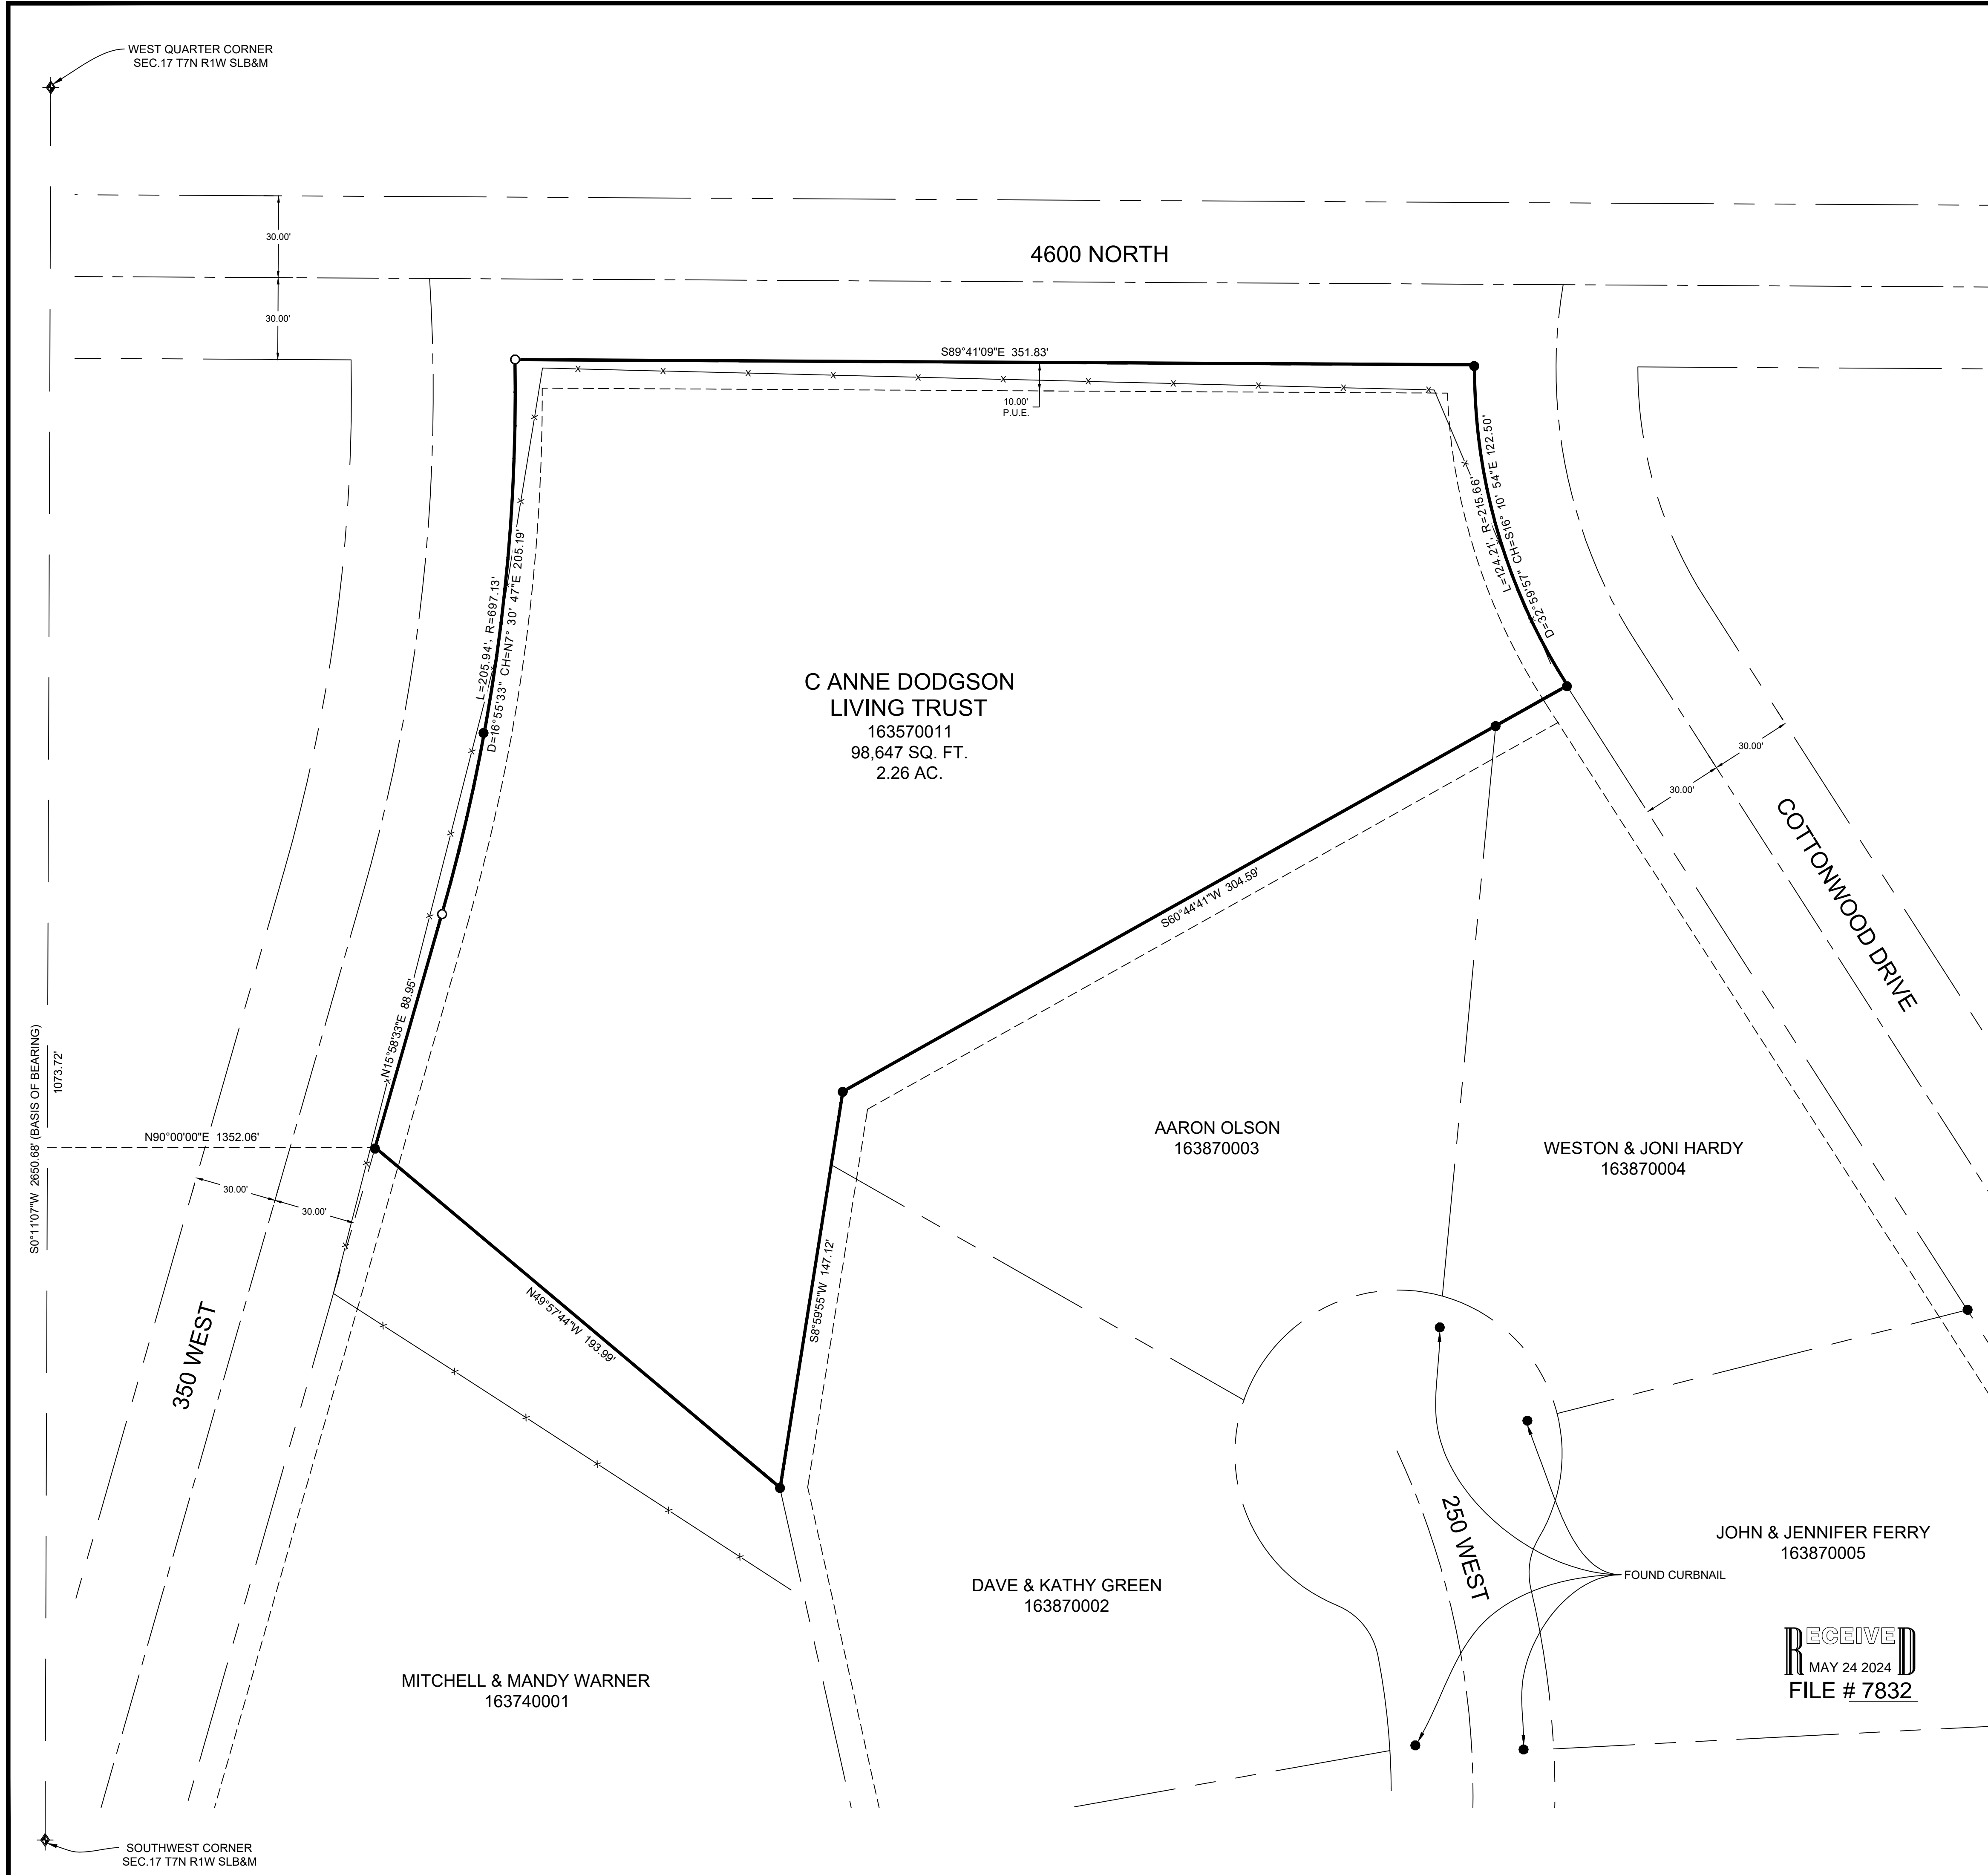 WEST QUARTER CORNER
SEC.17 T7N R1W SLB&M
30.00'
30.00'
4600 NORTH
S89°41'09"E 351.83'
10.00'
P.U.E.
L=124.21', R=215.66'
D=32°59'57" CH=S16° 10' 54"E 122.50'
L=205.94', R=697.13'
D=16°55'33" CH=N7° 30' 47"E 205.19'
C ANNE DODGSON
LIVING TRUST
163570011
98,647 SQ. FT.
2.26 AC.
30.00'
30.00'
COTTONWOOD DRIVE
S60°44'41"W 304.59'
N15°58'33"E 88.95'
S0°11'07"W 2650.68' (BASIS OF BEARING)
1073.72'
N90°00'00"E 1352.06'
30.00'
30.00'
AARON OLSON
163870003
WESTON & JONI HARDY
163870004
S8°59'55"W 147.12'
N49°57'44"W 193.99'
350 WEST
250 WEST
JOHN & JENNIFER FERRY
163870005
FOUND CURBNAIL
DAVE & KATHY GREEN
163870002
MITCHELL & MANDY WARNER
163740001
RECEIVED
MAY 24 2024
FILE # 7832
SOUTHWEST CORNER
SEC.17 T7N R1W SLB&M